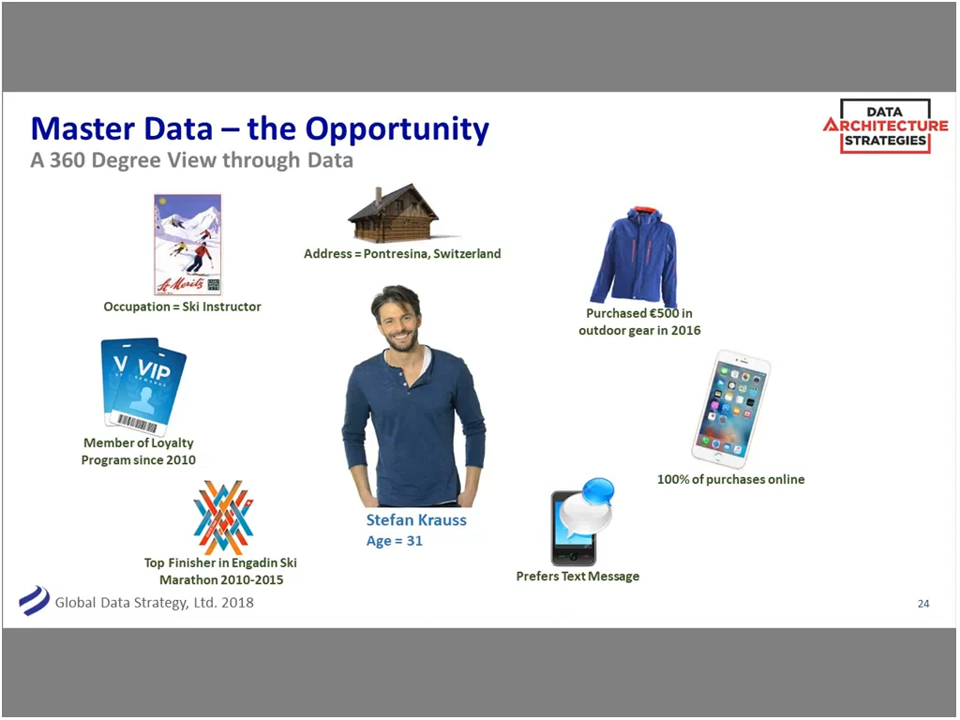 Master Data – the Opportunity
A 360 Degree View through Data
DATA
ARCHITECTURE
STRATEGIES
St. Moritz
Occupation = Ski Instructor
Address = Pontresina, Switzerland
Purchased €500 in
outdoor gear in 2016
VIP
Member of Loyalty
Program since 2010
100% of purchases online
Top Finisher in Engadin Ski
Marathon 2010-2015
Stefan Krauss
Age = 31
Prefers Text Message
Global Data Strategy, Ltd. 2018
24